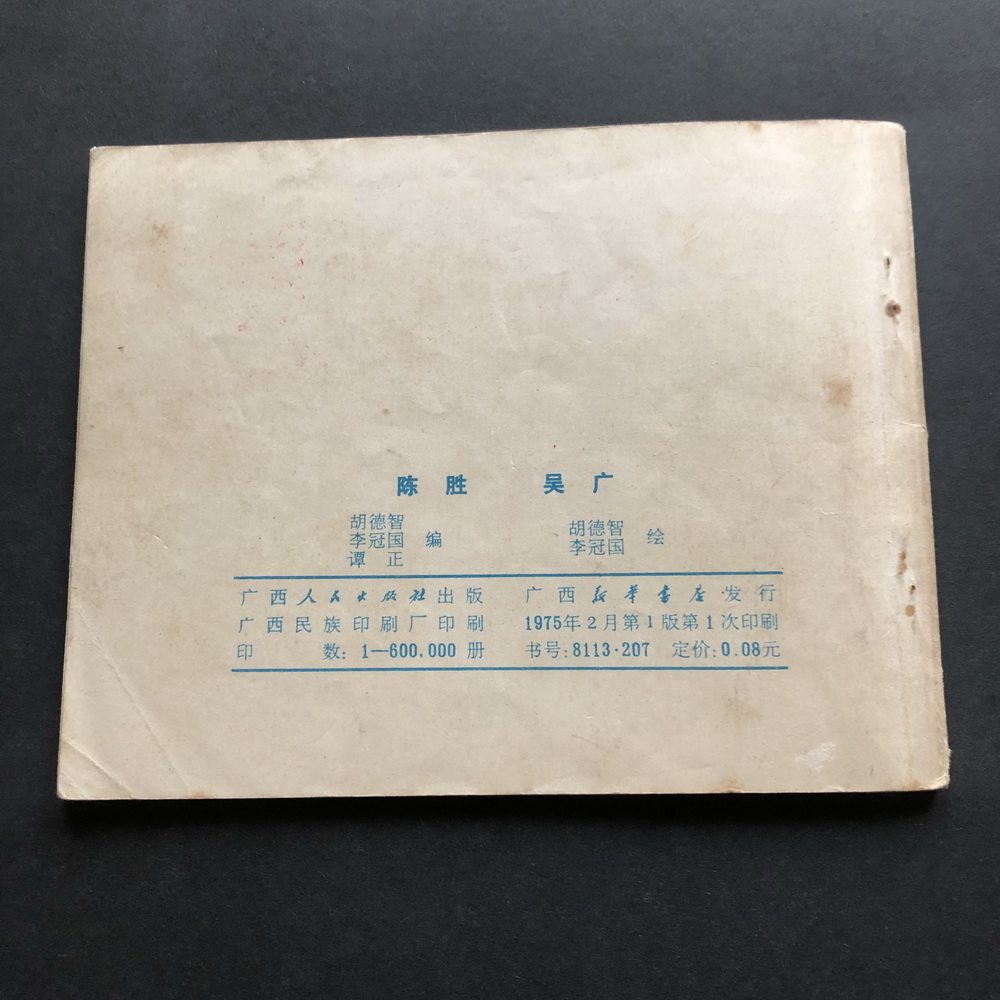 陈胜 吴广
胡德智
李冠国 编
谭正
胡德智
李冠国 绘
广西人民出版社出版 广西新华书店发行
广西民族印刷厂印刷 1975年2月第1版第1次印刷
印数：1—600,000册 书号：8113·207 定价：0.08元